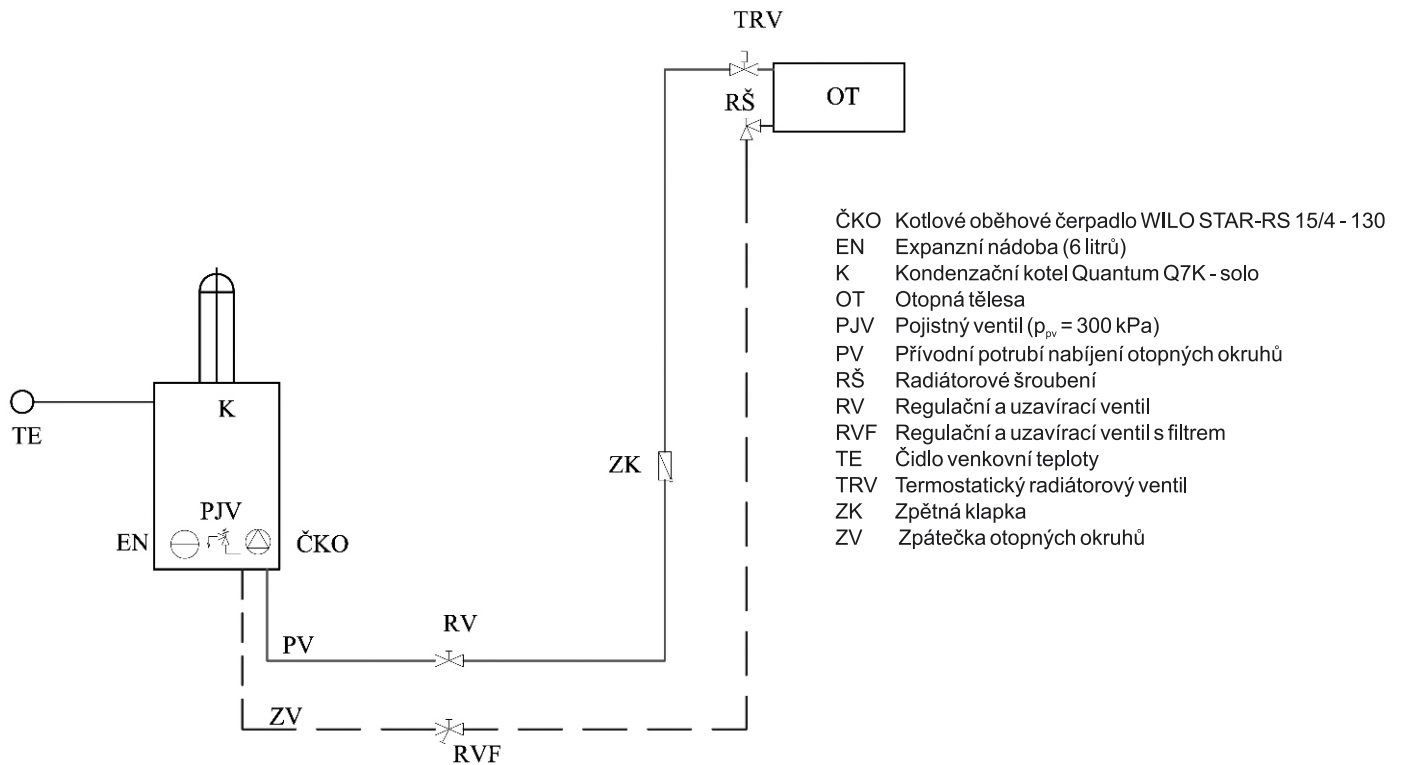 TRV
RŠ
OT
K
TE
ZK
PJV
EN
ČKO
PV
RV
ZV
RVF
ČKO Kotlové oběhové čerpadlo WILO STAR-RS 15/4 - 130
EN Expanzní nádoba (6 litrů)
K Kondenzační kotel Quantum Q7K - solo
OT Otopná tělesa
PJV Pojistný ventil (ppv = 300 kPa)
PV Přívodní potrubí nabíjení otopných okruhů
RŠ Radiátorové šroubení
RV Regulační a uzavírací ventil
RVF Regulační a uzavírací ventil s filtrem
TE Čidlo venkovní teploty
TRV Termostatický radiátorový ventil
ZK Zpětná klapka
ZV Zpátečka otopných okruhů